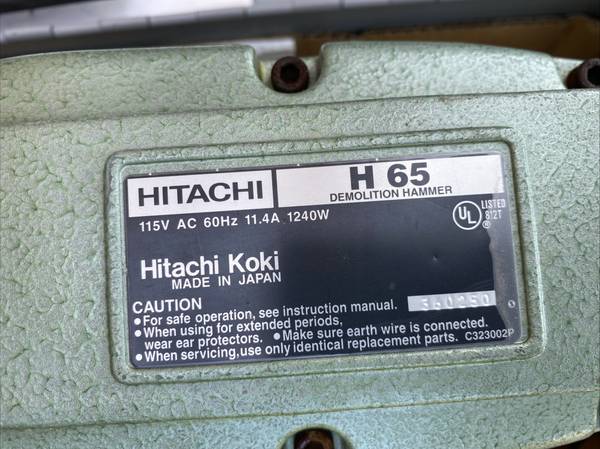 HITACHI
H 65
DEMOLITION HAMMER
115V AC 60Hz 11.4A 1240W
UL LISTED
812T
®
Hitachi Koki
MADE IN JAPAN
CAUTION
•For safe operation, see instruction manual.
•When using for extended periods,
wear ear protectors. •Make sure earth wire is connected.
•When servicing, use only identical replacement parts. C323002P